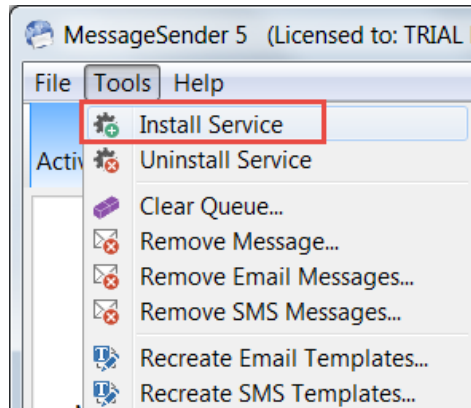 MessageSender 5 (Licensed to: TRIAL
File Tools Help
Install Service
Uninstall Service
Clear Queue...
Remove Message...
Remove Email Messages...
Remove SMS Messages...
Recreate Email Templates...
Recreate SMS Templates...